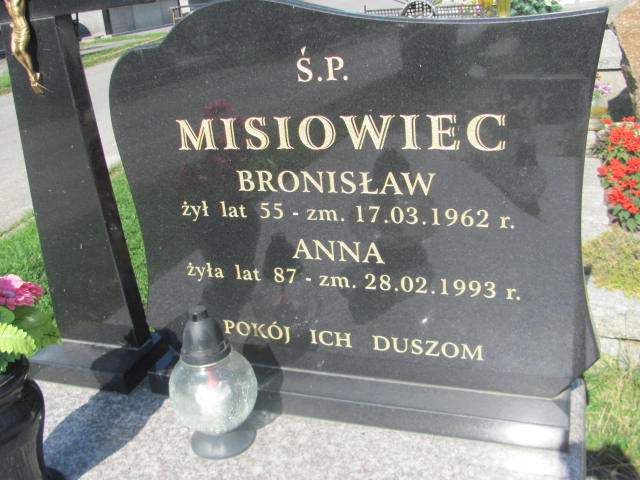 Ś.P.
MISIOWIEC
BRONISŁAW
żył lat 55 - zm. 17.03.1962 r.
ANNA
żyła lat 87 - zm. 28.02.1993 r.
POKÓJ ICH DUSZOM